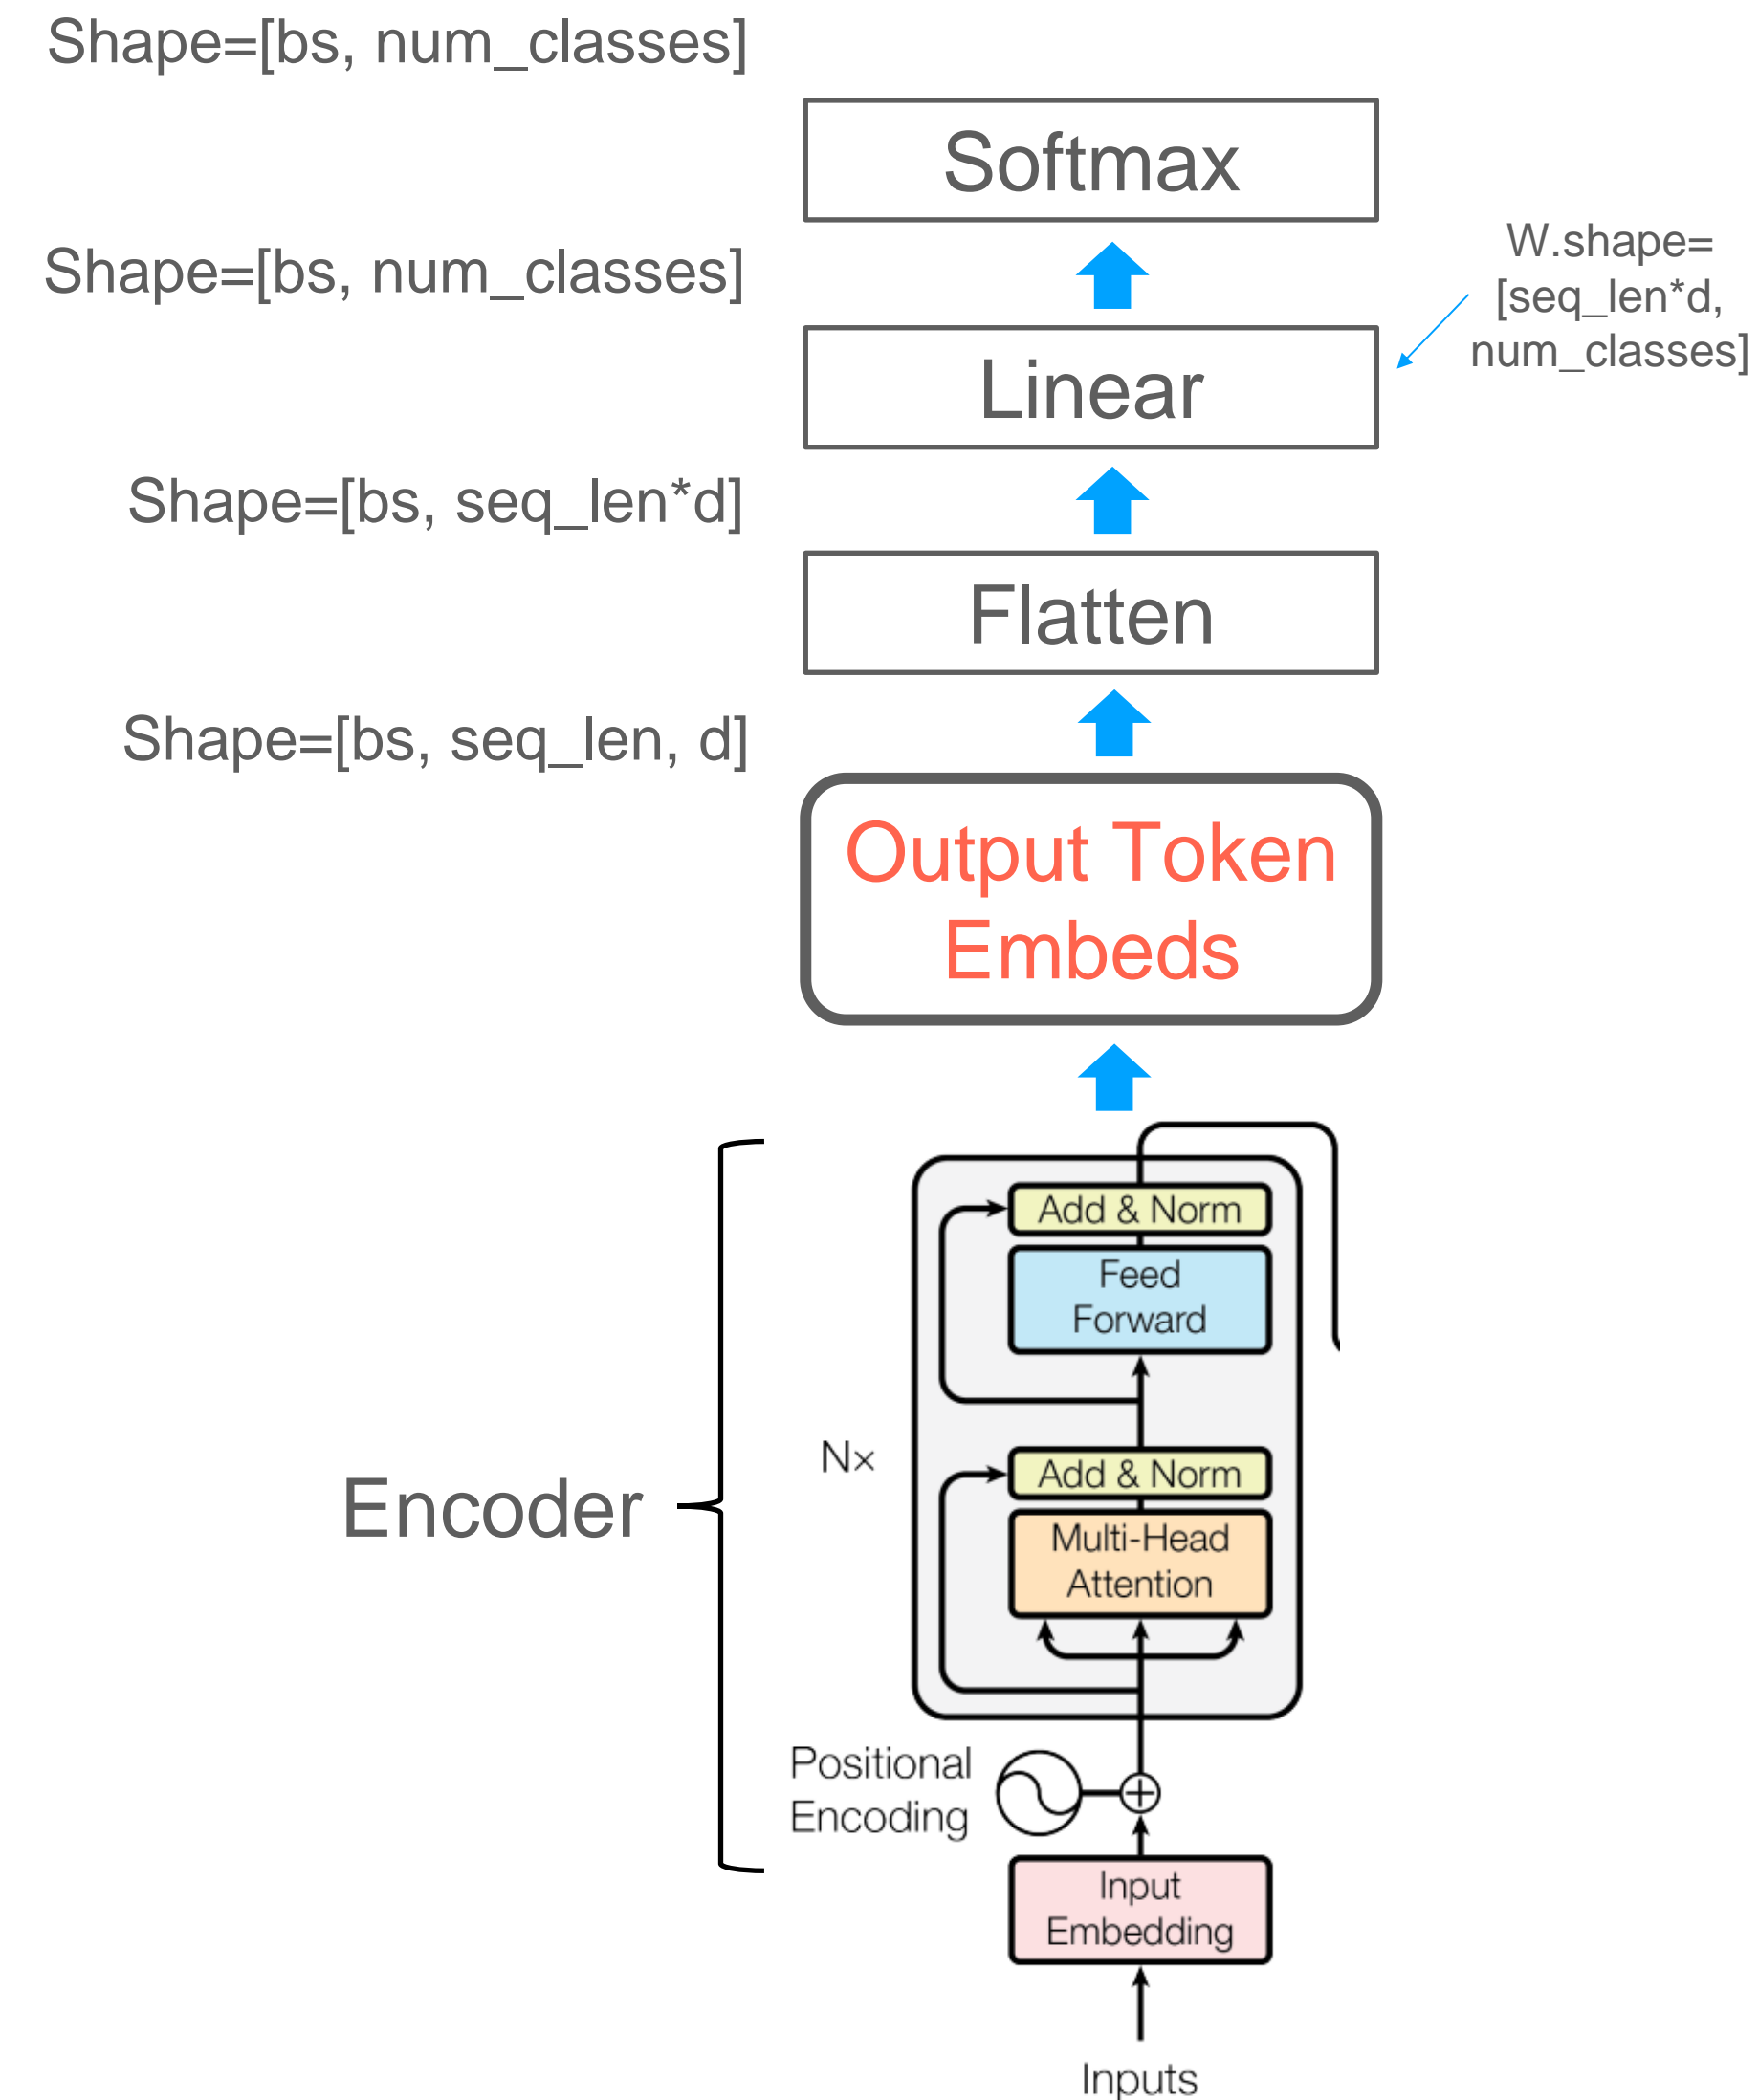 Shape=[bs, num_classes]
Softmax
Shape=[bs, num_classes]
W.shape=
[seq_len*d,
num_classes]
Linear
Shape=[bs, seq_len*d]
Flatten
Shape=[bs, seq_len, d]
Output Token
Embeds
Add & Norm
Feed
Forward
N×
Add & Norm
Encoder
Multi-Head
Attention
Positional
Encoding
Input
Embedding
Inputs